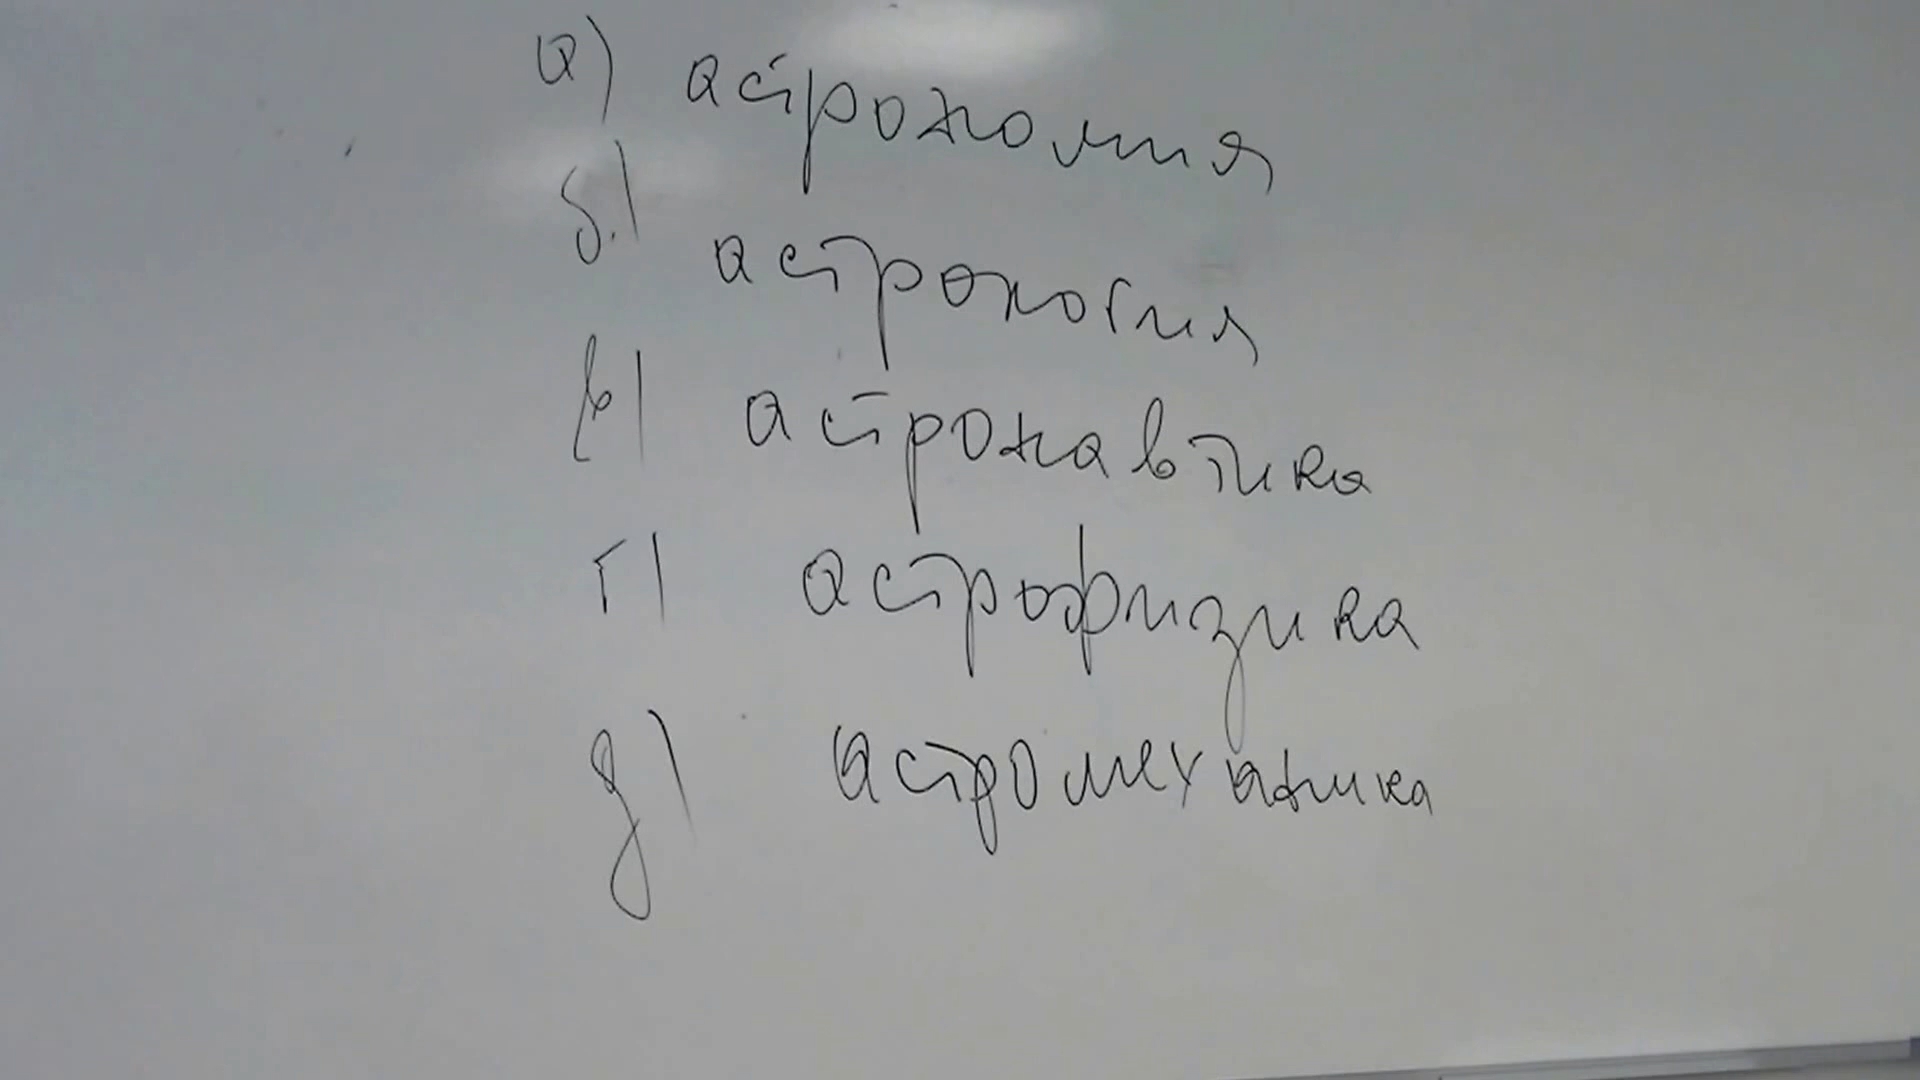 а) астрономия
б) астрология
в) астронавтика
г) астрофизика
д) астромеханика